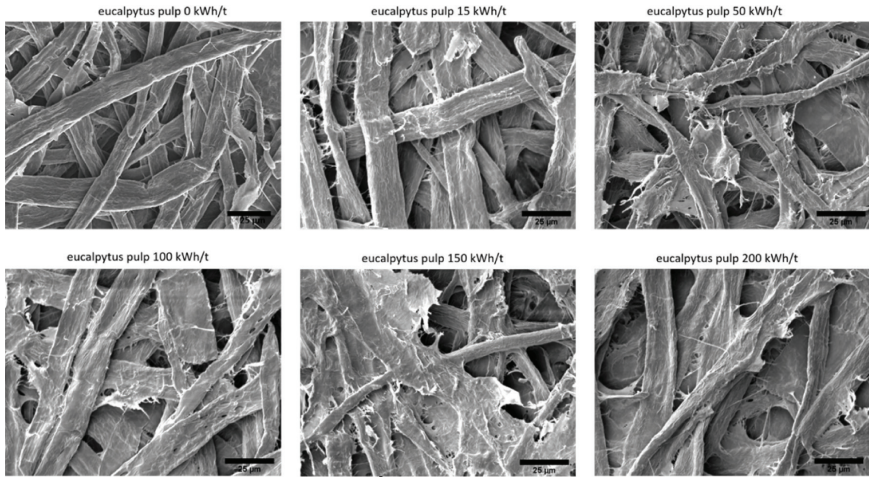 eucalpytus pulp 0 kWh/t
eucalpytus pulp 15 kWh/t
eucalpytus pulp 50 kWh/t
25 µm
25 µm
25 µm
eucalpytus pulp 100 kWh/t
eucalpytus pulp 150 kWh/t
eucalpytus pulp 200 kWh/t
25 µm
25 µm
25 µm